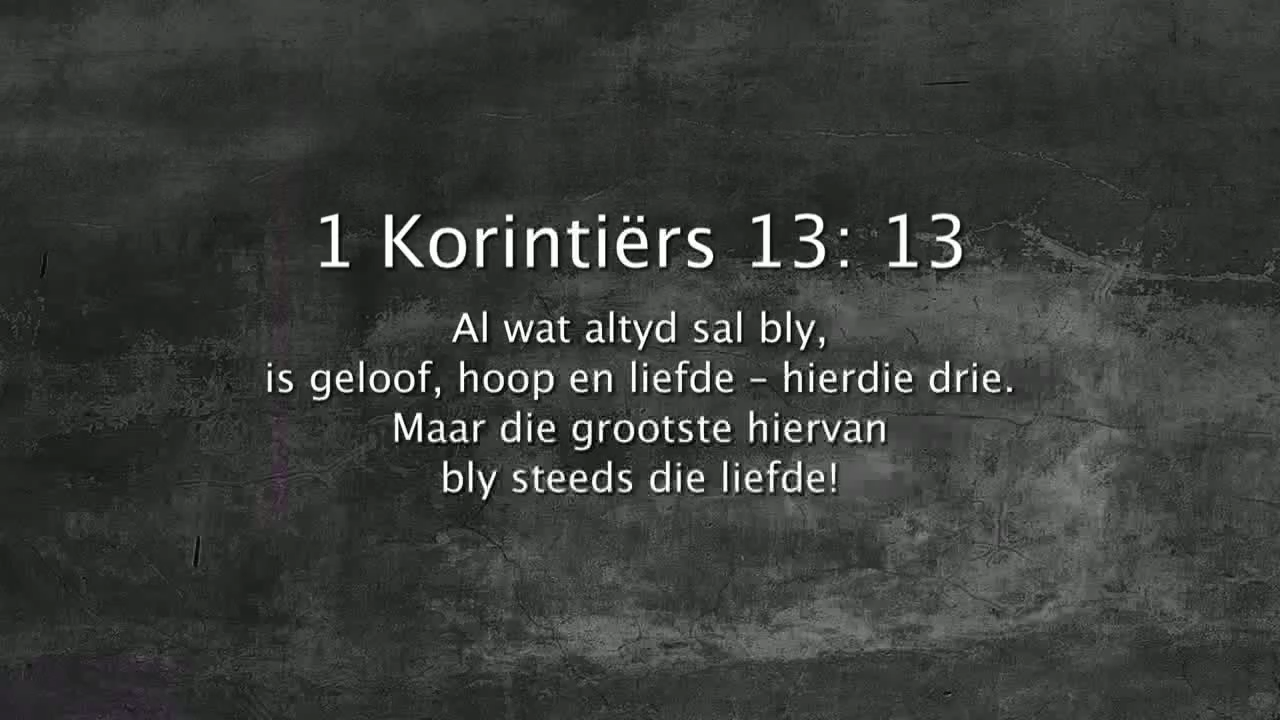 1 Korintiërs 13: 13
Al wat altyd sal bly,
is geloof, hoop en liefde – hierdie drie.
Maar die grootste hiervan
bly steeds die liefde!